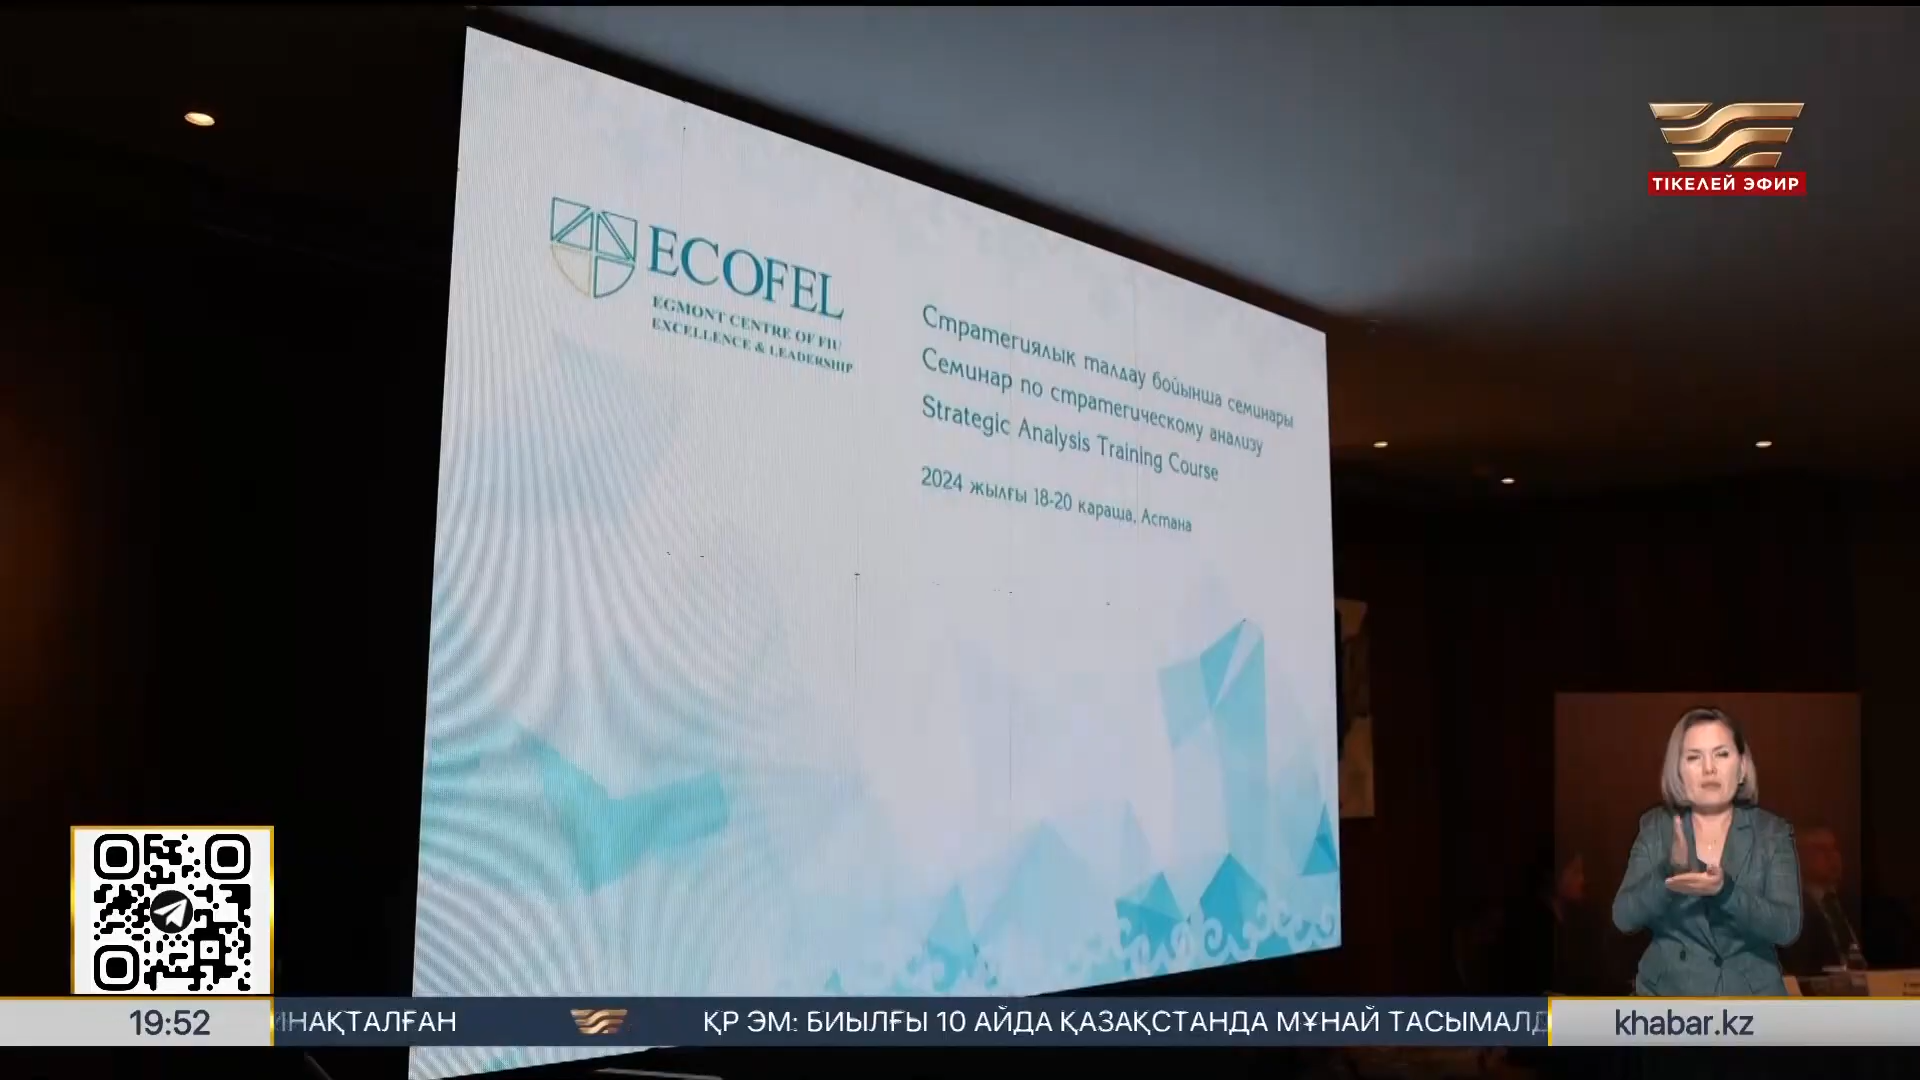 ТІКЕЛЕЙ ЭФИР
ECOFEL
EGMONT CENTRE OF FIU
EXCELLENCE & LEADERSHIP
Стратегиялық талдау бойынша семинары
Семинар по стратегическому анализу
Strategic Analysis Training Course
2024 жылғы 18-20 қараша, Астана
19:52
ИНАҚТАЛҒАН
ҚР ЭМ: БИЫЛҒЫ 10 АЙДА ҚАЗАҚСТАНДА МҰНАЙ ТАСЫМАЛД
khabar.kz